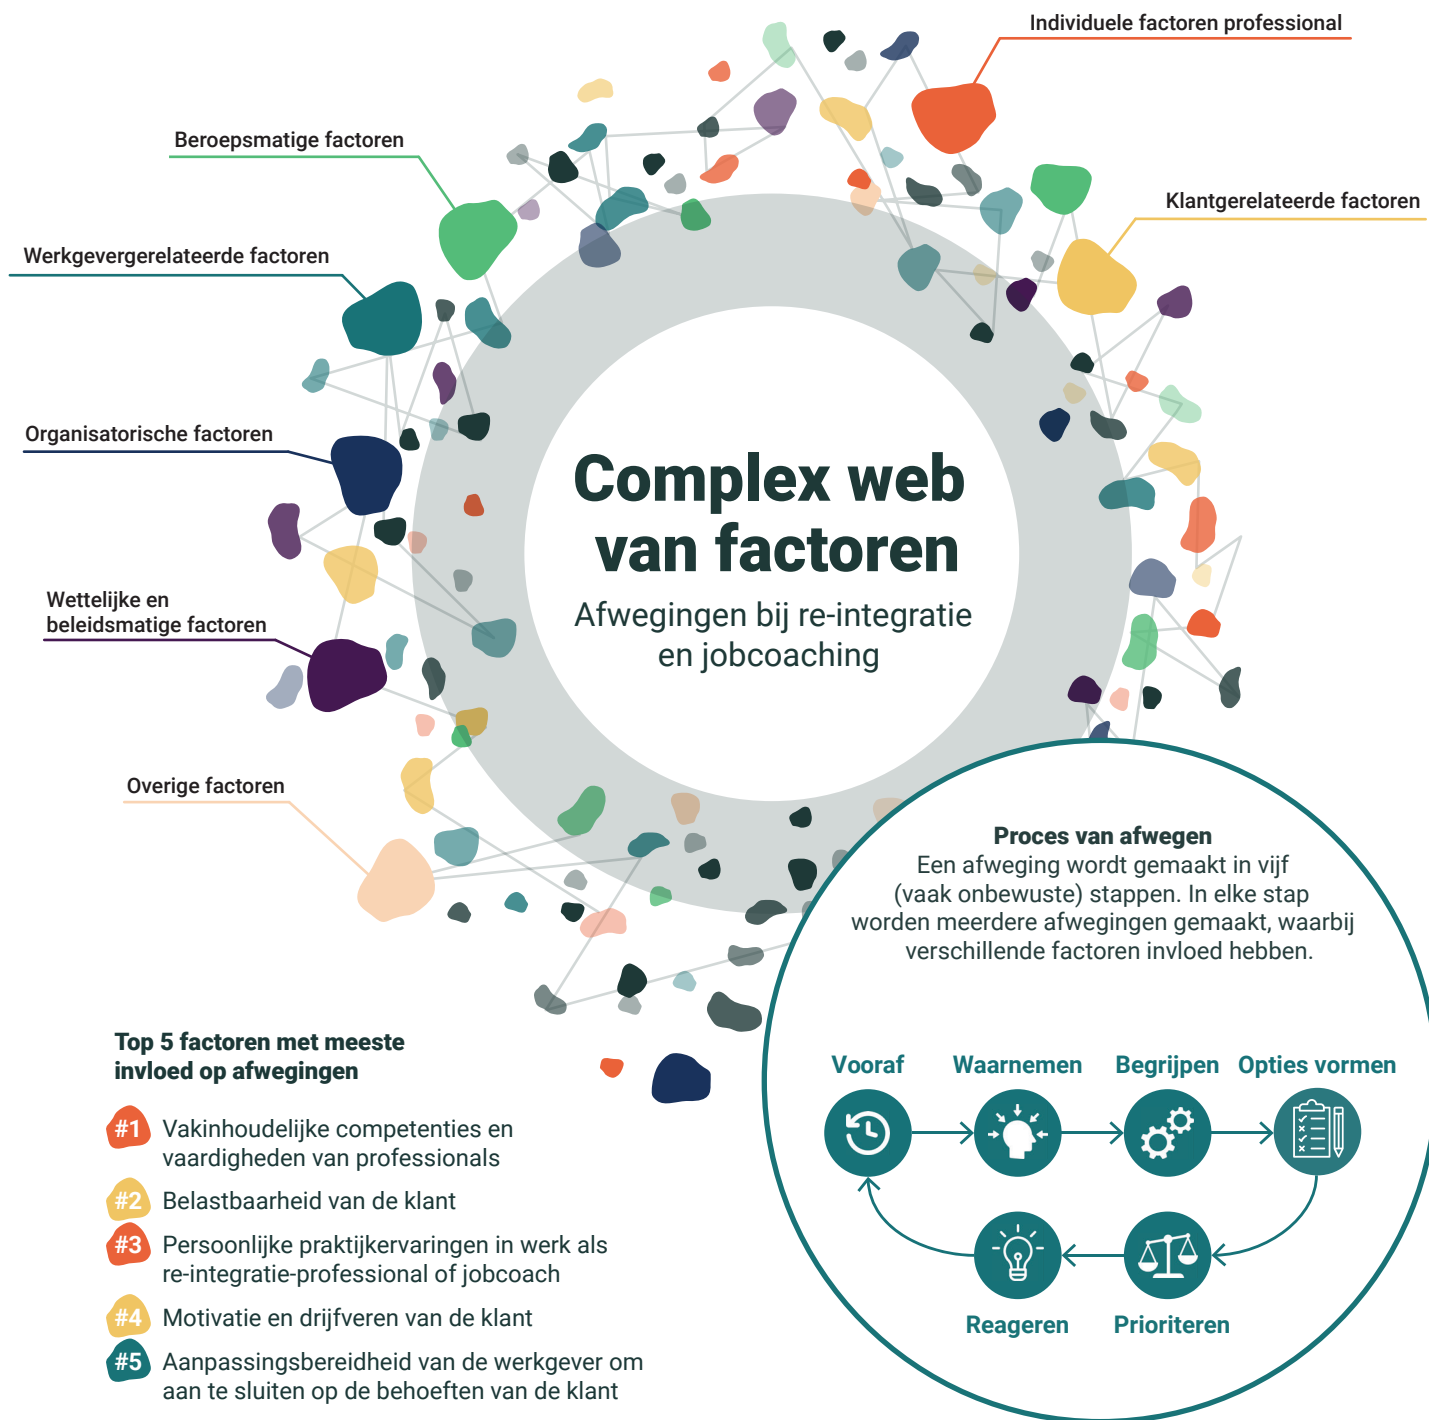 Individuele factoren professional
Beroepsmatige factoren
Klantgerelateerde factoren
Werkgevergerelateerde factoren
Organisatorische factoren
Wettelijke en
beleidsmatige factoren
Overige factoren
Complex web
van factoren
Afwegingen bij re-integratie
en jobcoaching
Proces van afwegen
Een afweging wordt gemaakt in vijf
(vaak onbewuste) stappen. In elke stap
worden meerdere afwegingen gemaakt, waarbij
verschillende factoren invloed hebben.
Vooraf
Waarnemen
Begrijpen
Opties vormen
Reageren
Prioriteren
Top 5 factoren met meeste
invloed op afwegingen
#1 Vakinhoudelijke competenties en
vaardigheden van professionals
#2 Belastbaarheid van de klant
#3 Persoonlijke praktijkervaringen in werk als
re-integratie-professional of jobcoach
#4 Motivatie en drijfveren van de klant
#5 Aanpassingsbereidheid van de werkgever om
aan te sluiten op de behoeften van de klant